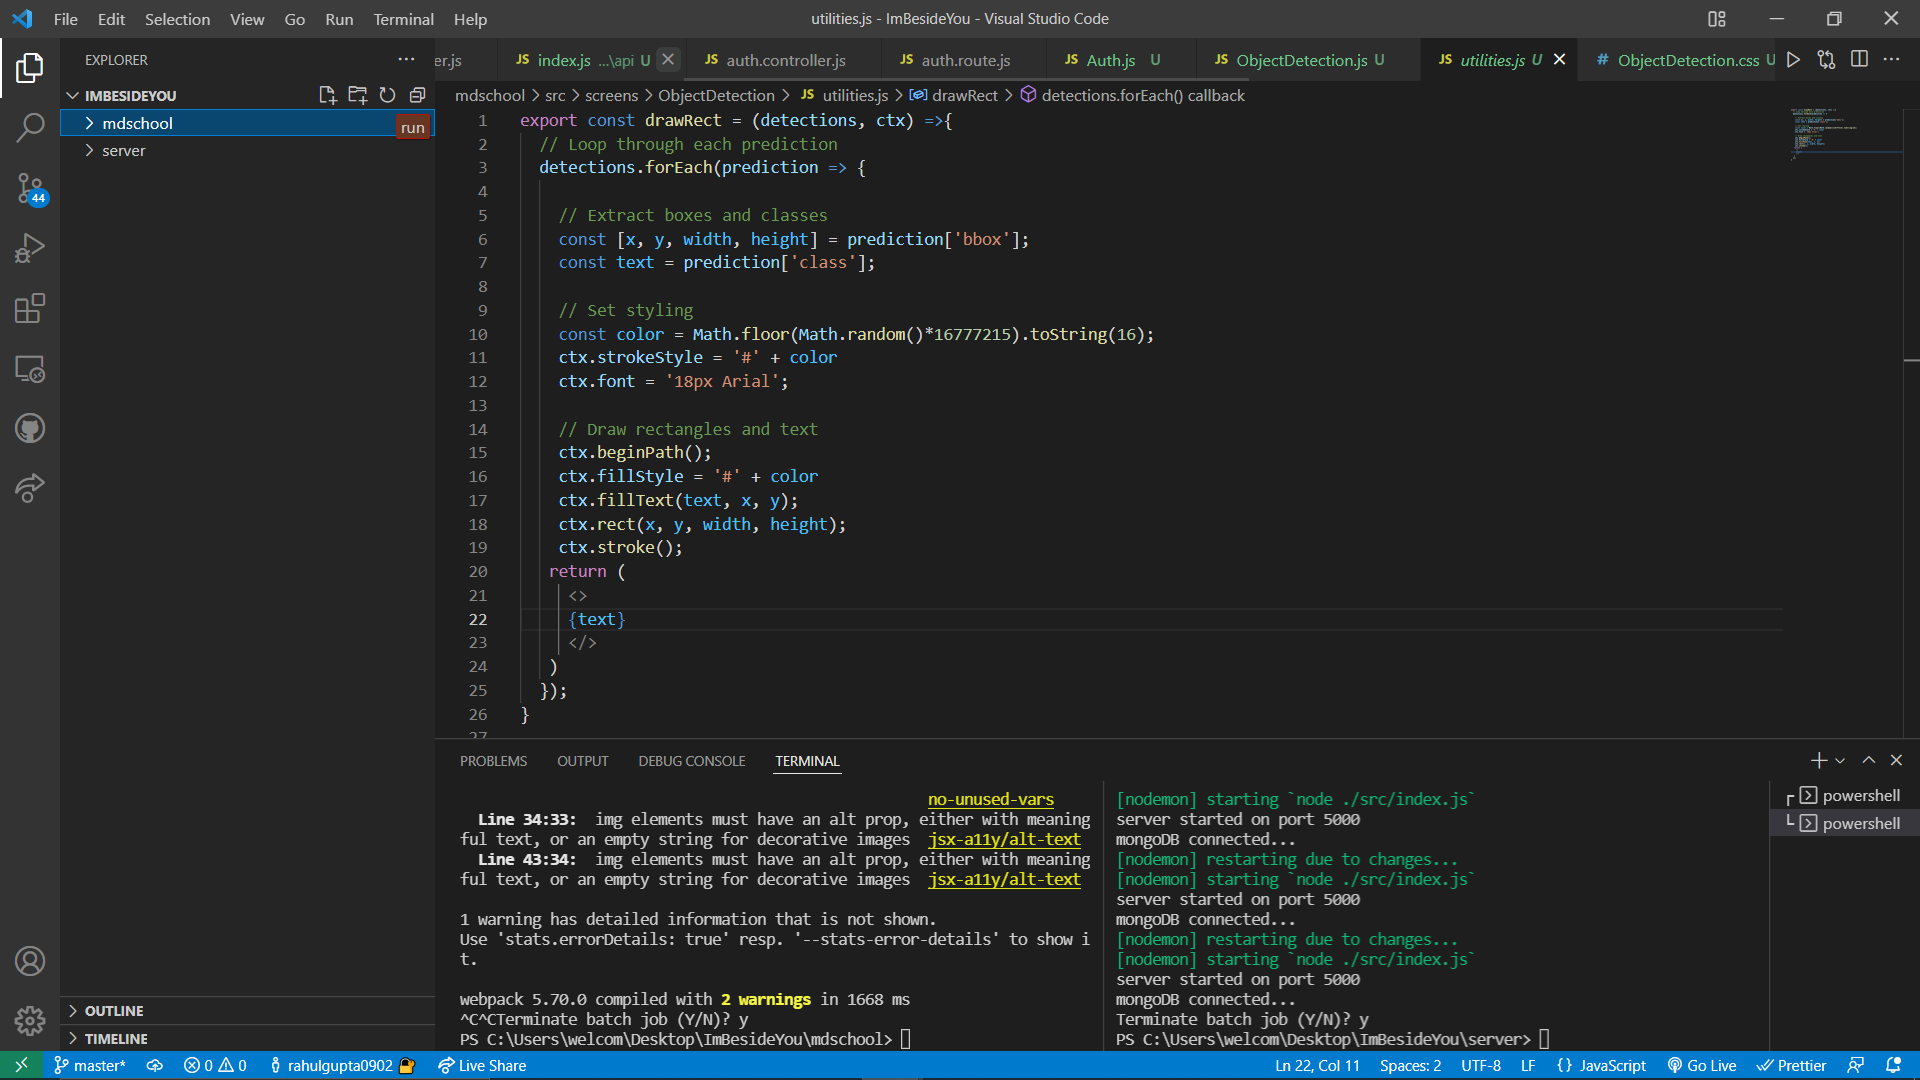 File Edit Selection View Go Run Terminal Help
utilities.js - ImBesideYou - Visual Studio Code
EXPLORER
er.js
JS index.js ...\api U
JS auth.controller.js
JS auth.route.js
JS Auth.js U
JS ObjectDetection.js U
JS utilities.js U
# ObjectDetection.css U
IMBESIDEYOU
mdschool
run
server
44
mdschool > src > screens > ObjectDetection > JS utilities.js > drawRect > detections.forEach() callback
1 export const drawRect = (detections, ctx) =>{
2 // Loop through each prediction
3 detections.forEach(prediction => {
4
5 // Extract boxes and classes
6 const [x, y, width, height] = prediction['bbox'];
7 const text = prediction['class'];
8
9 // Set styling
10 const color = Math.floor(Math.random()*16777215).toString(16);
11 ctx.strokeStyle = '#' + color
12 ctx.font = '18px Arial';
13
14 // Draw rectangles and text
15 ctx.beginPath();
16 ctx.fillStyle = '#' + color
17 ctx.fillText(text, x, y);
18 ctx.rect(x, y, width, height);
19 ctx.stroke();
20 return (
21 <>
22 {text}
23 </>
24 )
25 });
26 }
27
PROBLEMS OUTPUT DEBUG CONSOLE TERMINAL
no-unused-vars
Line 34:33: img elements must have an alt prop, either with meaning
ful text, or an empty string for decorative images jsx-a11y/alt-text
Line 43:34: img elements must have an alt prop, either with meaning
ful text, or an empty string for decorative images jsx-a11y/alt-text
1 warning has detailed information that is not shown.
Use 'stats.errorDetails: true' resp. '--stats-error-details' to show i
t.
webpack 5.70.0 compiled with 2 warnings in 1668 ms
^C^CTerminate batch job (Y/N)? y
PS C:\Users\welcom\Desktop\ImBesideYou\mdschool>
[nodemon] starting `node ./src/index.js`
server started on port 5000
mongoDB connected...
[nodemon] restarting due to changes...
[nodemon] starting `node ./src/index.js`
server started on port 5000
mongoDB connected...
[nodemon] restarting due to changes...
[nodemon] starting `node ./src/index.js`
server started on port 5000
mongoDB connected...
Terminate batch job (Y/N)? y
PS C:\Users\welcom\Desktop\ImBesideYou\server>
powershell
powershell
OUTLINE
TIMELINE
master* 0 0 rahulgupta0902 Live Share
Ln 22, Col 11 Spaces: 2 UTF-8 LF {} JavaScript Go Live Prettier